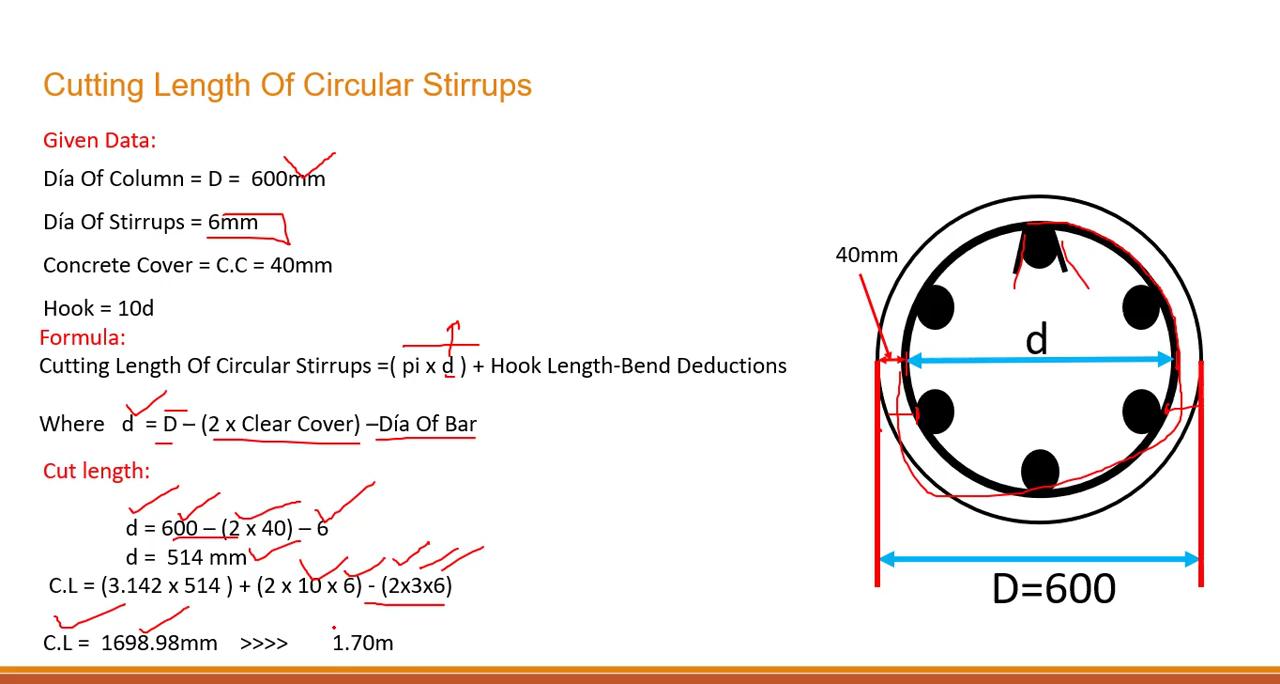 Cutting Length Of Circular Stirrups
Given Data:
Día Of Column = D = 600mm
Día Of Stirrups = 6mm
Concrete Cover = C.C = 40mm
Hook = 10d
Formula:
Cutting Length Of Circular Stirrups =( pi x d ) + Hook Length-Bend Deductions
Where d = D – (2 x Clear Cover) –Día Of Bar
Cut length:
d = 600 – (2 x 40) – 6
d = 514 mm
C.L = (3.142 x 514 ) + (2 x 10 x 6) - (2x3x6)
C.L = 1698.98mm >>>> 1.70m
40mm
d
D=600